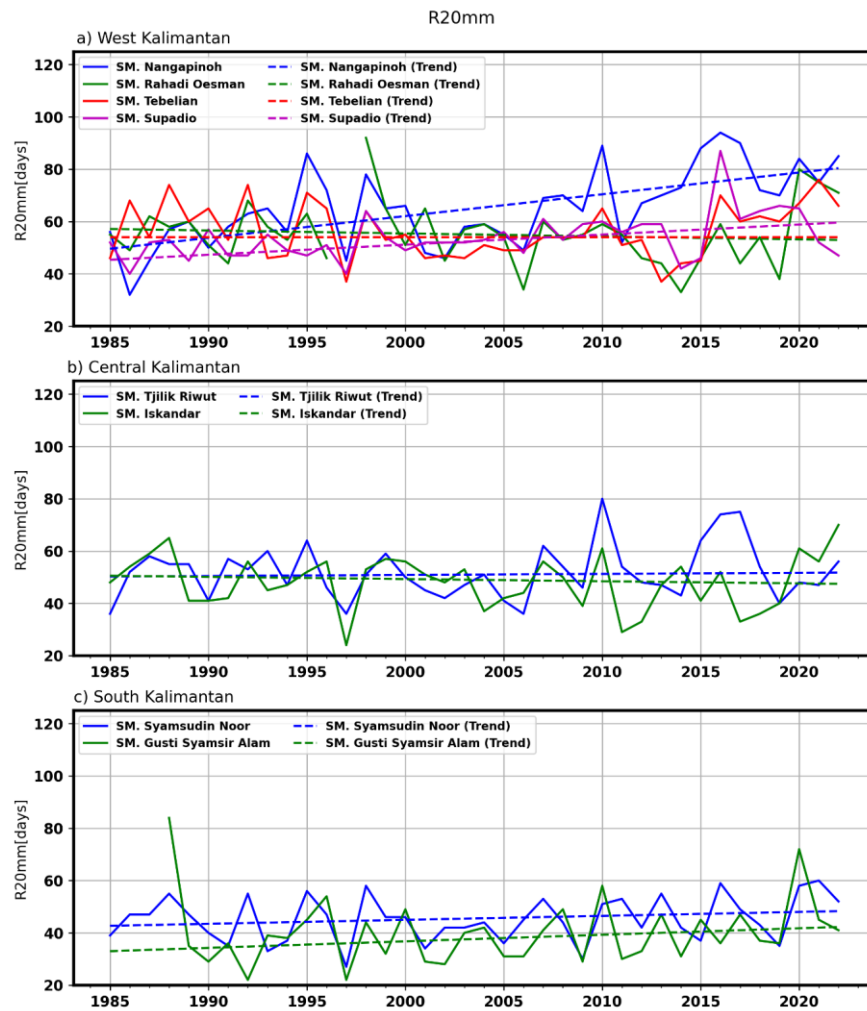 R20mm
a) West Kalimantan
SM. Nangapinoh
SM. Rahadi Oesman
SM. Tebelian
SM. Supadio
SM. Nangapinoh (Trend)
SM. Rahadi Oesman (Trend)
SM. Tebelian (Trend)
SM. Supadio (Trend)
R20mm[days]
120
100
80
60
40
20
1985 1990 1995 2000 2005 2010 2015 2020
b) Central Kalimantan
SM. Tjilik Riwut
SM. Iskandar
SM. Tjilik Riwut (Trend)
SM. Iskandar (Trend)
R20mm[days]
120
100
80
60
40
20
1985 1990 1995 2000 2005 2010 2015 2020
c) South Kalimantan
SM. Syamsudin Noor
SM. Gusti Syamsir Alam
SM. Syamsudin Noor (Trend)
SM. Gusti Syamsir Alam (Trend)
R20mm[days]
120
100
80
60
40
20
1985 1990 1995 2000 2005 2010 2015 2020